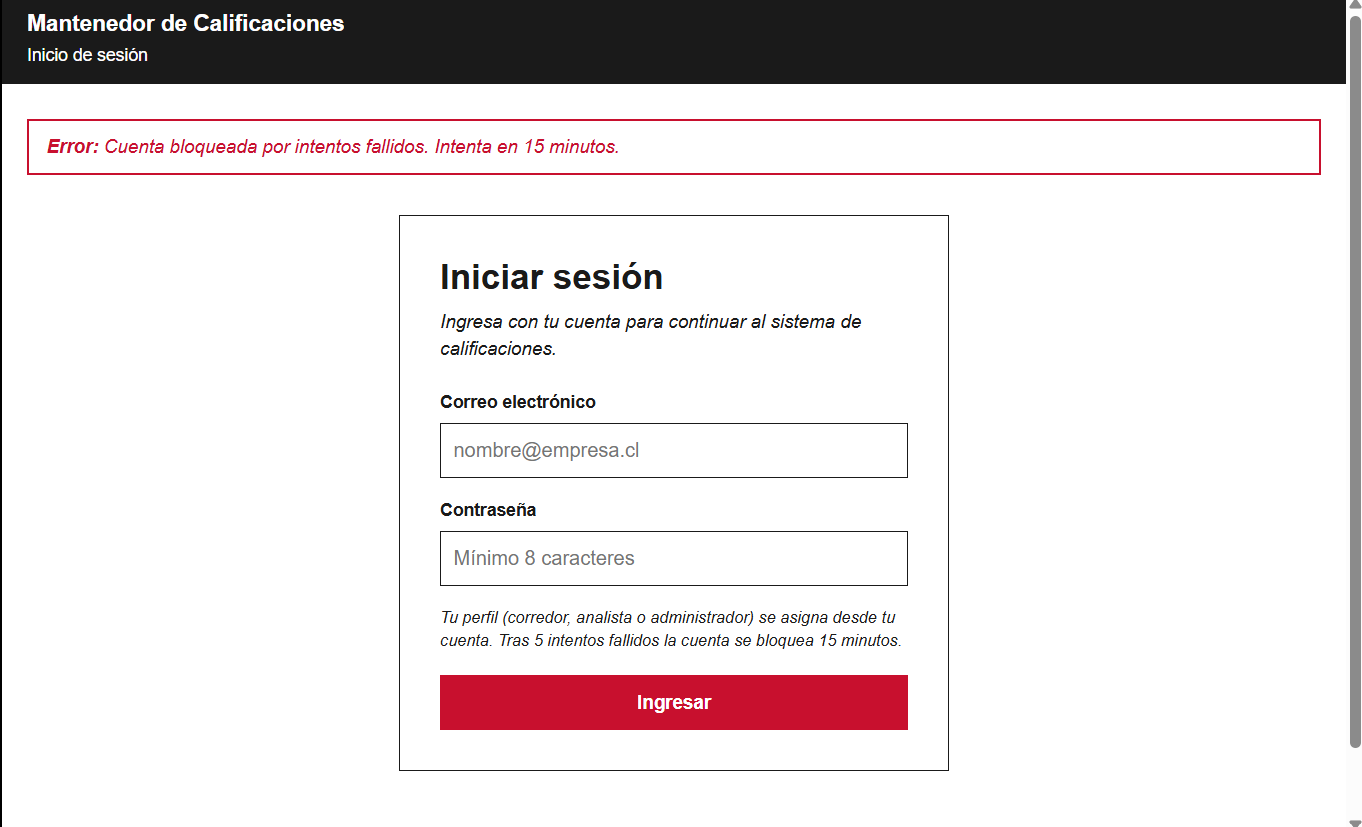 Mantenedor de Calificaciones
Inicio de sesión
Error: Cuenta bloqueada por intentos fallidos. Intenta en 15 minutos.
Iniciar sesión
Ingresa con tu cuenta para continuar al sistema de
calificaciones.
Correo electrónico
nombre@empresa.cl
Contraseña
Mínimo 8 caracteres
Tu perfil (corredor, analista o administrador) se asigna desde tu
cuenta. Tras 5 intentos fallidos la cuenta se bloquea 15 minutos.
Ingresar